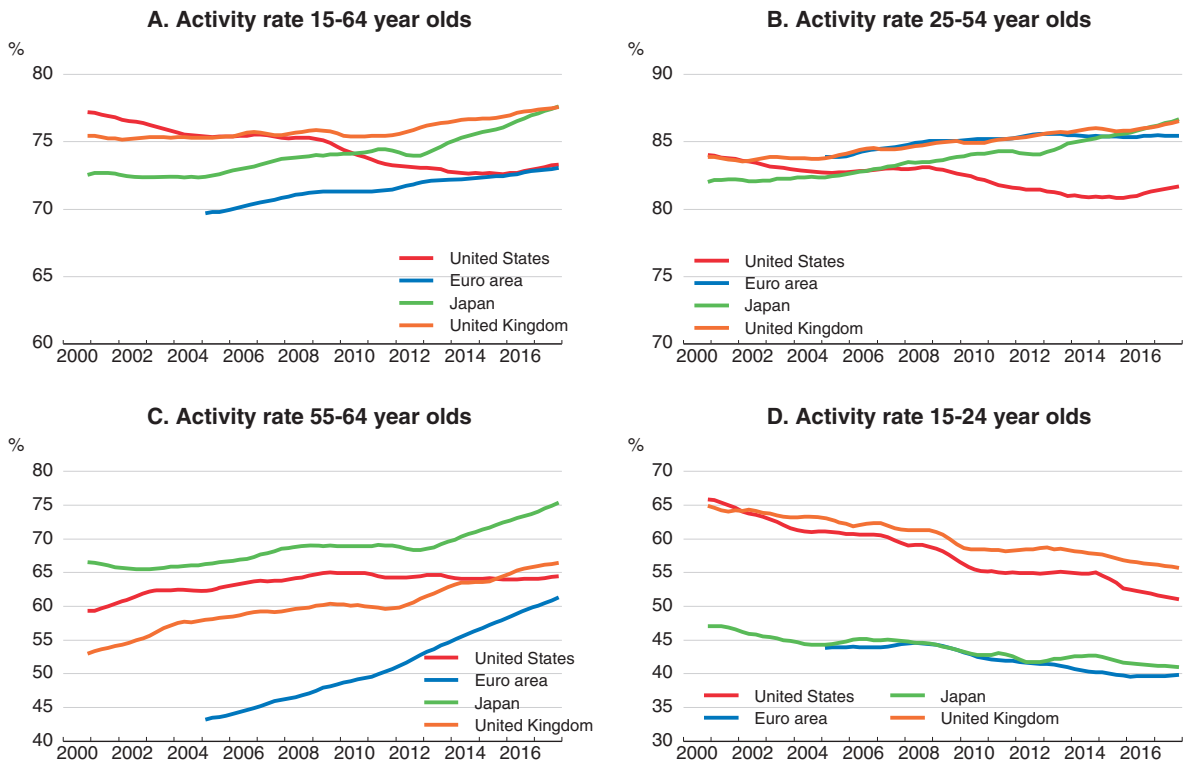 A. Activity rate 15-64 year olds
%
80
75
70
65
60
2000 2002 2004 2006 2008 2010 2012 2014 2016
United States
Euro area
Japan
United Kingdom
B. Activity rate 25-54 year olds
%
90
85
80
75
70
2000 2002 2004 2006 2008 2010 2012 2014 2016
United States
Euro area
Japan
United Kingdom
C. Activity rate 55-64 year olds
%
80
75
70
65
60
55
50
45
40
2000 2002 2004 2006 2008 2010 2012 2014 2016
United States
Euro area
Japan
United Kingdom
D. Activity rate 15-24 year olds
%
70
65
60
55
50
45
40
35
30
2000 2002 2004 2006 2008 2010 2012 2014 2016
United States Japan
Euro area United Kingdom